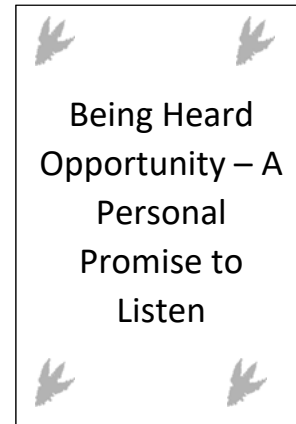 Being Heard
Opportunity – A
Personal
Promise to
Listen